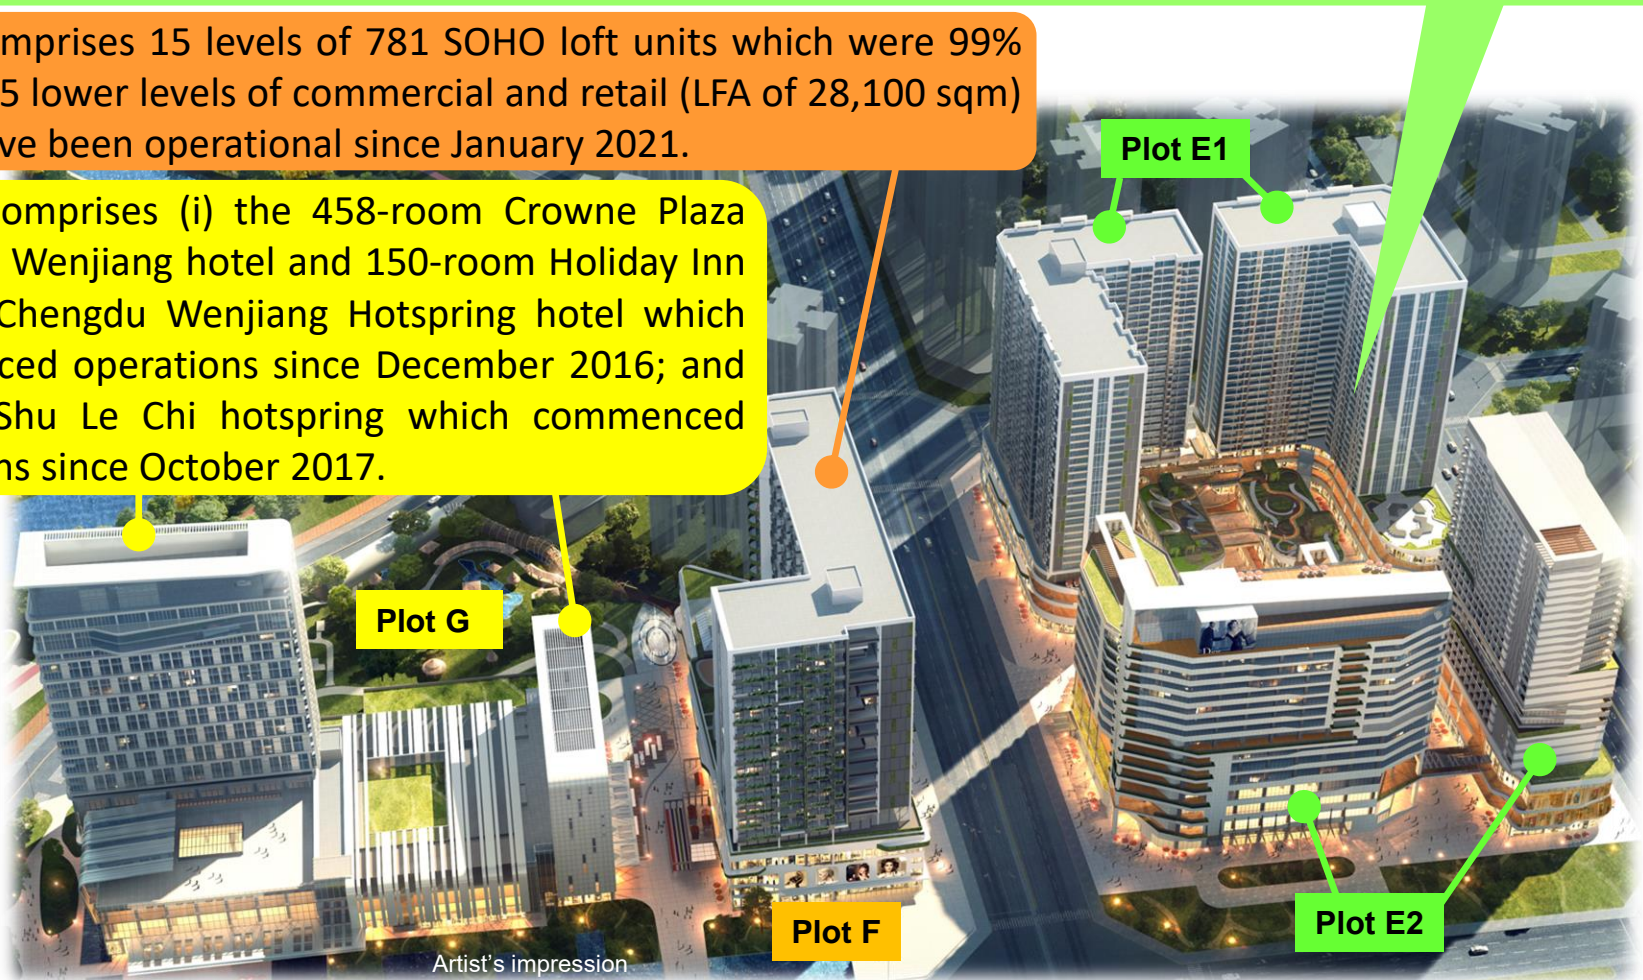 mprises 15 levels of 781 SOHO loft units which were 99%
5 lower levels of commercial and retail (LFA of 28,100 sqm)
ve been operational since January 2021.
omprises (i) the 458-room Crowne Plaza
Wenjiang hotel and 150-room Holiday Inn
Chengdu Wenjiang Hotspring hotel which
ced operations since December 2016; and
Shu Le Chi hotspring which commenced
ns since October 2017.
Plot E1
Plot G
Plot F
Plot E2
Artist's impression